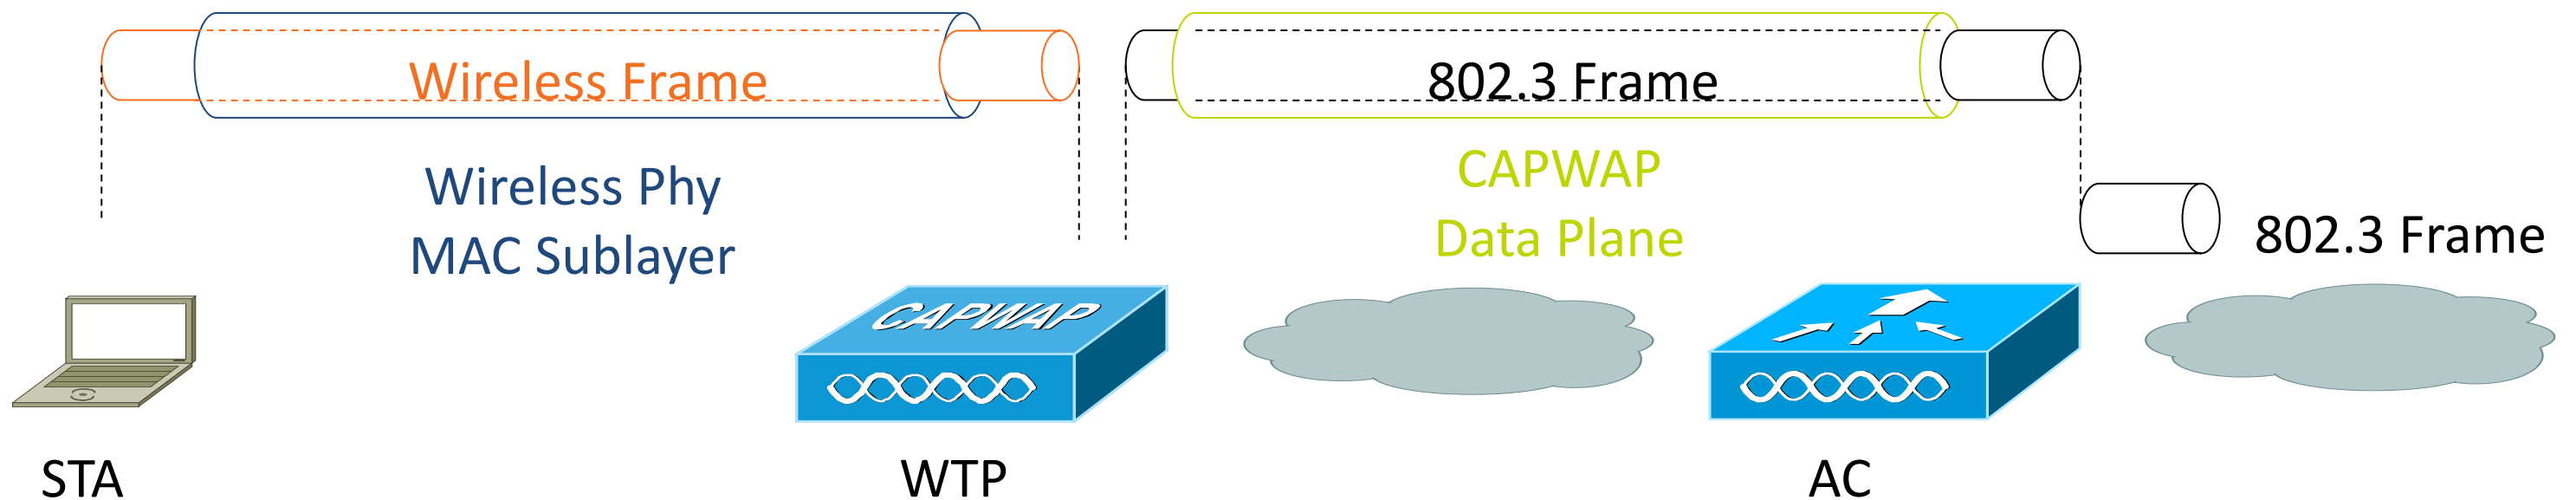 Wireless Frame
802.3 Frame
Wireless Phy
MAC Sublayer
CAPWAP
Data Plane
802.3 Frame
CAPWAP
STA
WTP
AC